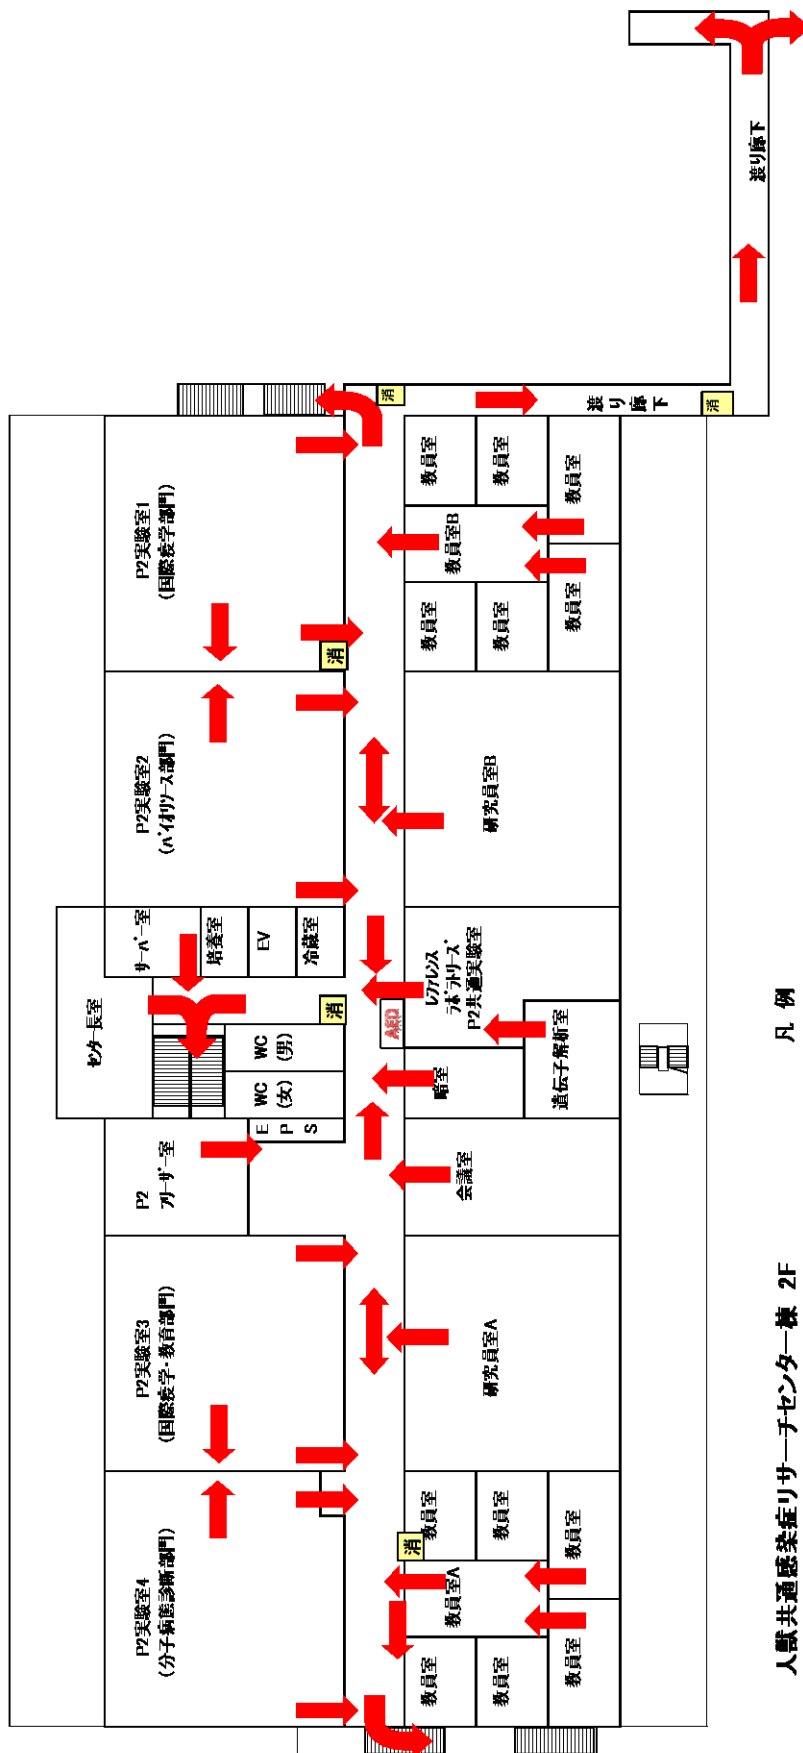 人獣共通感染症リサーチセンター棟 2F
凡例
P2実験室4
(分子病態診断部門)
P2実験室3
(国際疫学・教育部門)
P2
フリーザー室
センター長室
サーバー室
培養室
EV
冷蔵室
WC
(男)
WC
(女)
EPS
P2実験室2
(バイオリソース部門)
P2実験室1
(国際疫学部門)
消
消
消
消
消
AED
教員室
教員室
教員室
教員室A
教員室
教員室
教員室
研究員室A
会議室
暗室
遺伝子解析室
レファレンス
ラボラトリーズ
P2共通実験室
研究員室B
教員室
教員室
教員室
教員室B
教員室
教員室
教員室
渡り廊下
渡り廊下